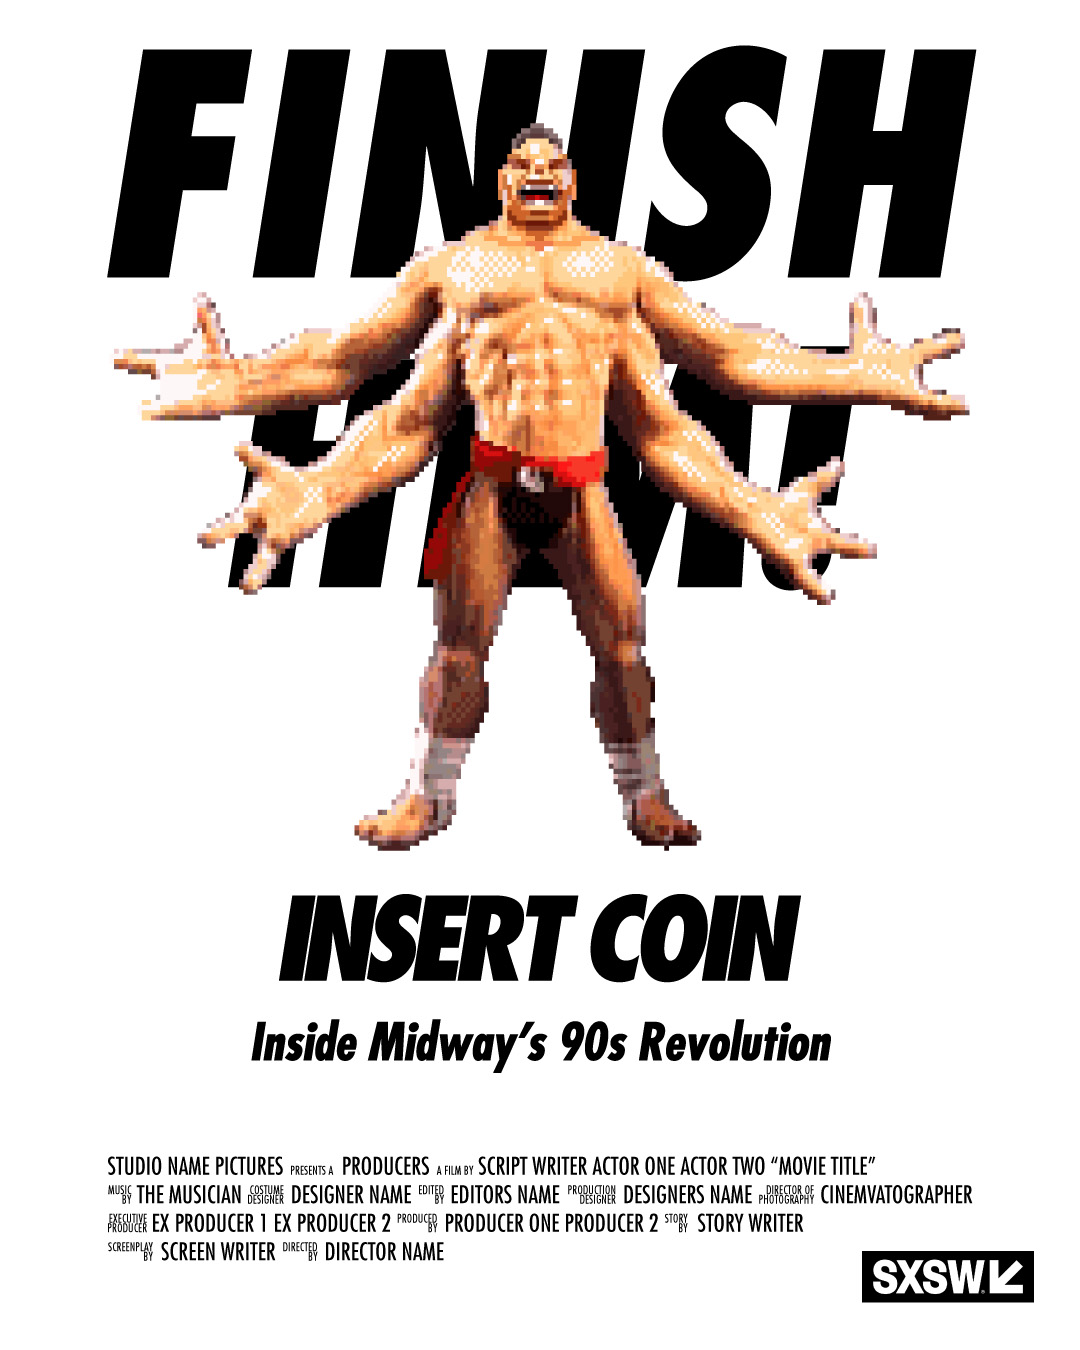 FINISH
HIM!
INSERT COIN
Inside Midway's 90s Revolution
STUDIO NAME PICTURES PRESENTS A PRODUCERS A FILM BY SCRIPT WRITER ACTOR ONE ACTOR TWO “MOVIE TITLE”
MUSIC BY THE MUSICIAN COSTUME DESIGNER DESIGNER NAME EDITED BY EDITORS NAME PRODUCTION DESIGNER DESIGNERS NAME DIRECTOR OF PHOTOGRAPHY CINEMVATOGRAPHER
EXECUTIVE PRODUCER EX PRODUCER 1 EX PRODUCER 2 PRODUCED BY PRODUCER ONE PRODUCER 2 STORY BY STORY WRITER
SCREENPLAY BY SCREEN WRITER DIRECTED BY DIRECTOR NAME
SXSW